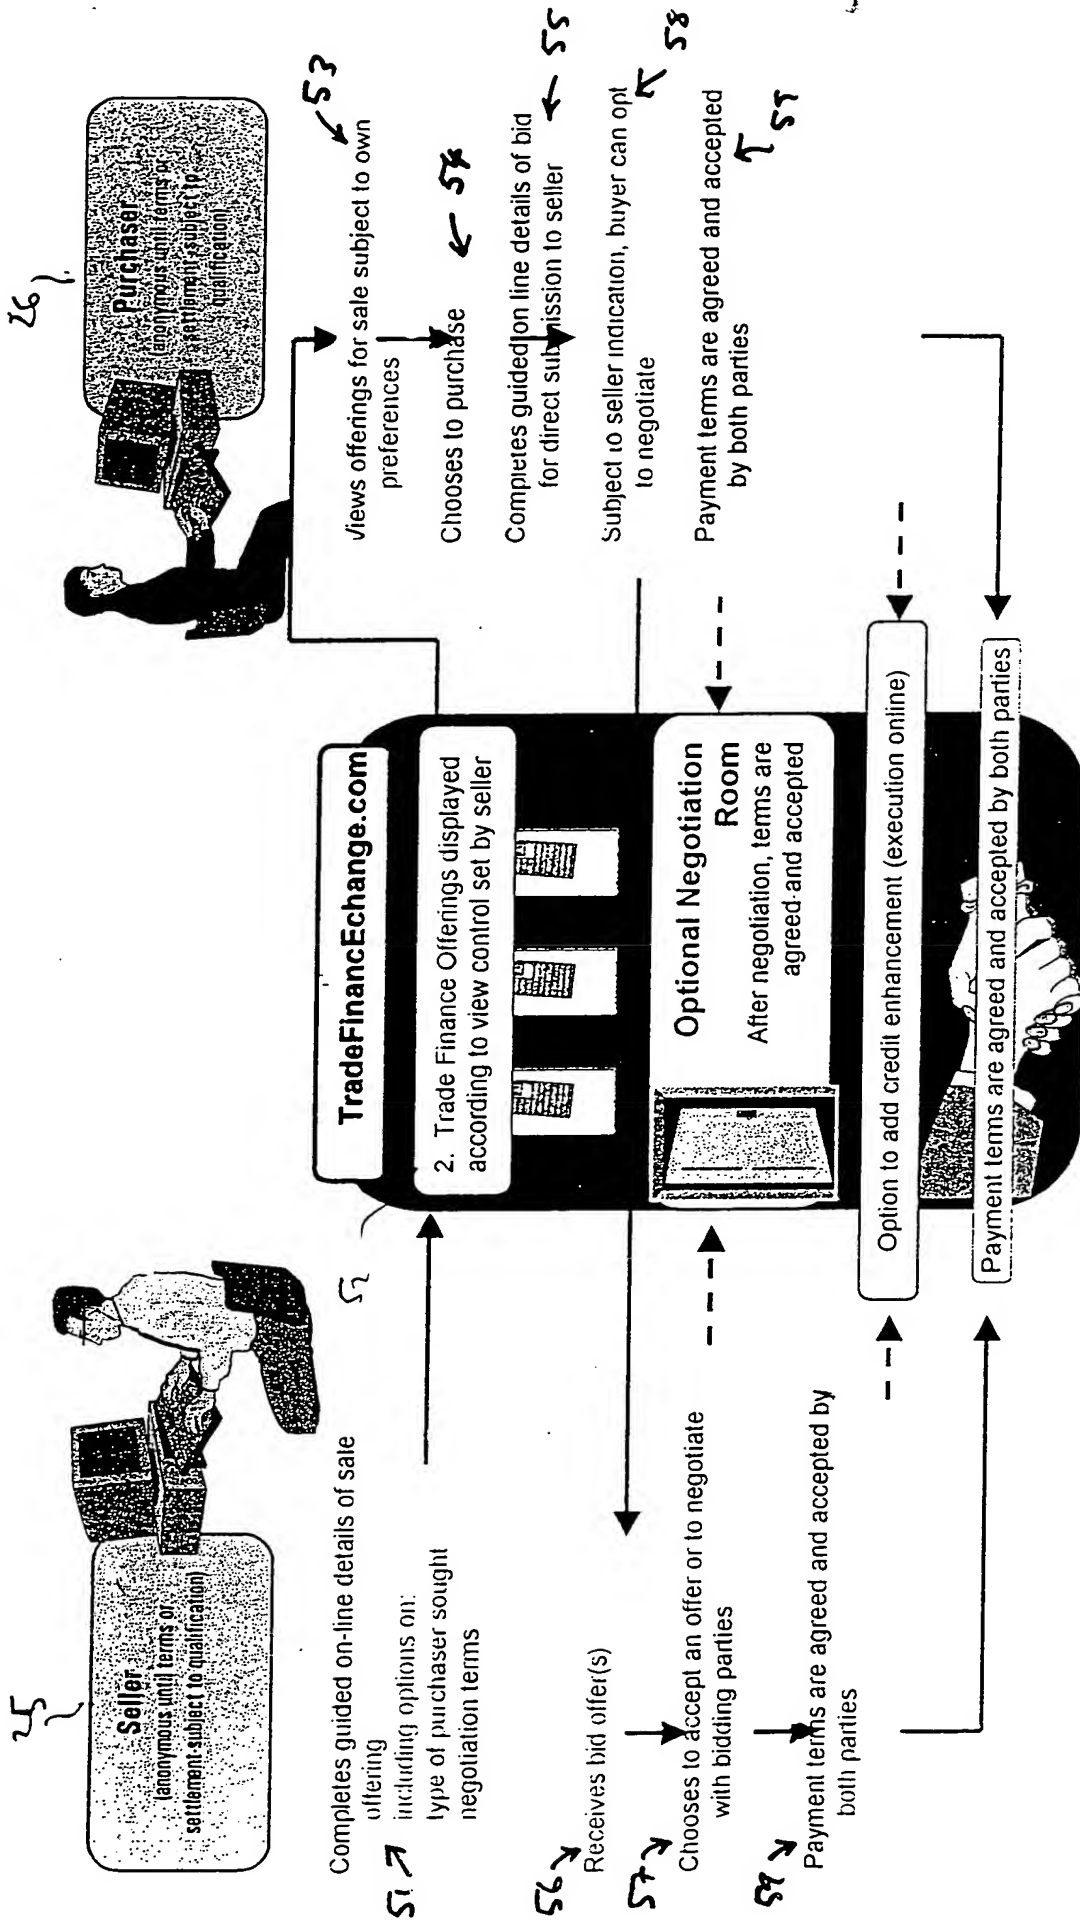 25
Seller
(anonymous until terms or
settlement-subject to qualification)
26
Purchaser
(anonymous until terms or
settlement-subject to
qualification)
Completes guided on-line details of sale
offering
including options on:
type of purchaser sought
negotiation terms
51
52
TradeFinancEchange.com
2. Trade Finance Offerings displayed
according to view control set by seller
Views offerings for sale subject to own
preferences
53
Chooses to purchase
54
Completes guided on line details of bid
for direct submission to seller
55
56
Receives bid offer(s)
57
Chooses to accept an offer or to negotiate
with bidding parties
Optional Negotiation
Room
After negotiation, terms are
agreed and accepted
Subject to seller indication, buyer can opt
to negotiate
58
59
Payment terms are agreed and accepted by
both parties
Payment terms are agreed and accepted
by both parties
59
Option to add credit enhancement (execution online)
Payment terms are agreed and accepted by both parties